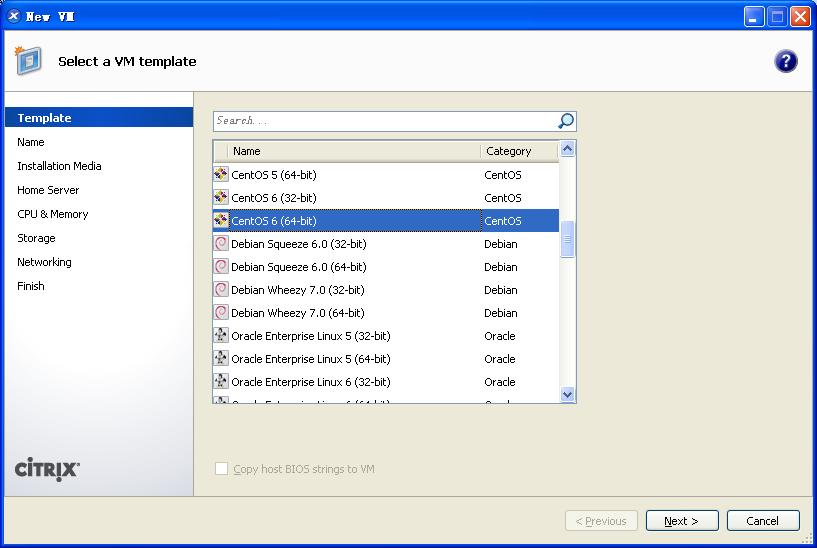 New VM
Select a VM template
?
Template
Name
Installation Media
Home Server
CPU & Memory
Storage
Networking
Finish
Search...
Name Category
CentOS 5 (64-bit) CentOS
CentOS 6 (32-bit) CentOS
CentOS 6 (64-bit) CentOS
Debian Squeeze 6.0 (32-bit) Debian
Debian Squeeze 6.0 (64-bit) Debian
Debian Wheezy 7.0 (32-bit) Debian
Debian Wheezy 7.0 (64-bit) Debian
Oracle Enterprise Linux 5 (32-bit) Oracle
Oracle Enterprise Linux 5 (64-bit) Oracle
Oracle Enterprise Linux 6 (32-bit) Oracle
Copy host BIOS strings to VM
CITRIX
< Previous Next > Cancel